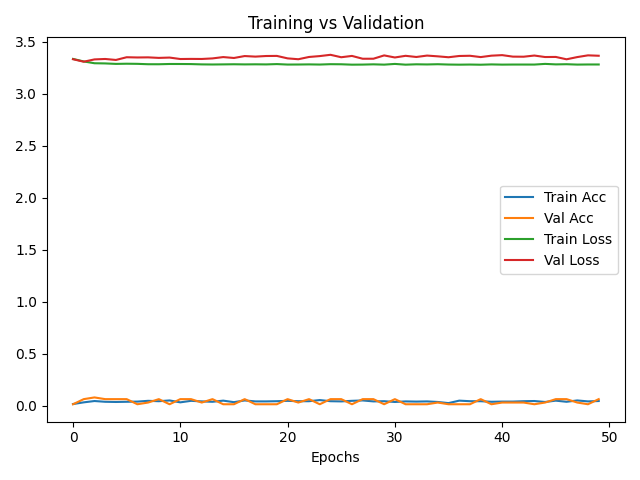 Training vs Validation
3.5
3.0
2.5
2.0
1.5
1.0
0.5
0.0
Train Acc
Val Acc
Train Loss
Val Loss
0 10 20 30 40 50
Epochs